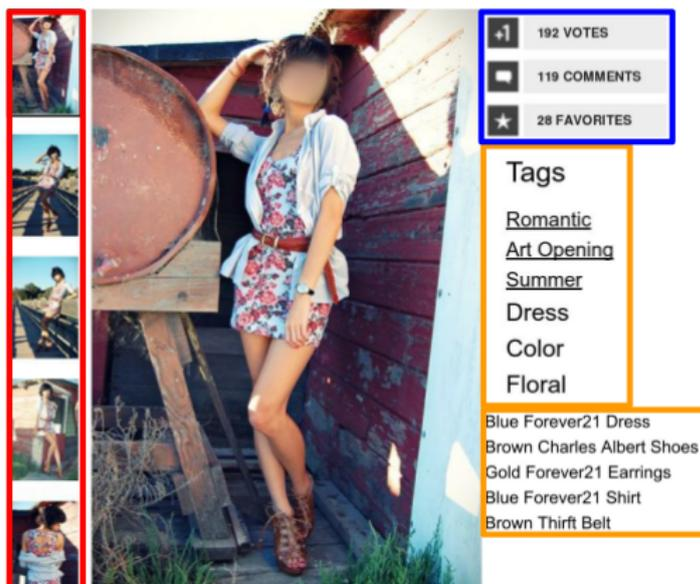 +1 192 VOTES
119 COMMENTS
28 FAVORITES
Tags
Romantic
Art Opening
Summer
Dress
Color
Floral
Blue Forever21 Dress
Brown Charles Albert Shoes
Gold Forever21 Earrings
Blue Forever21 Shirt
Brown Thirft Belt